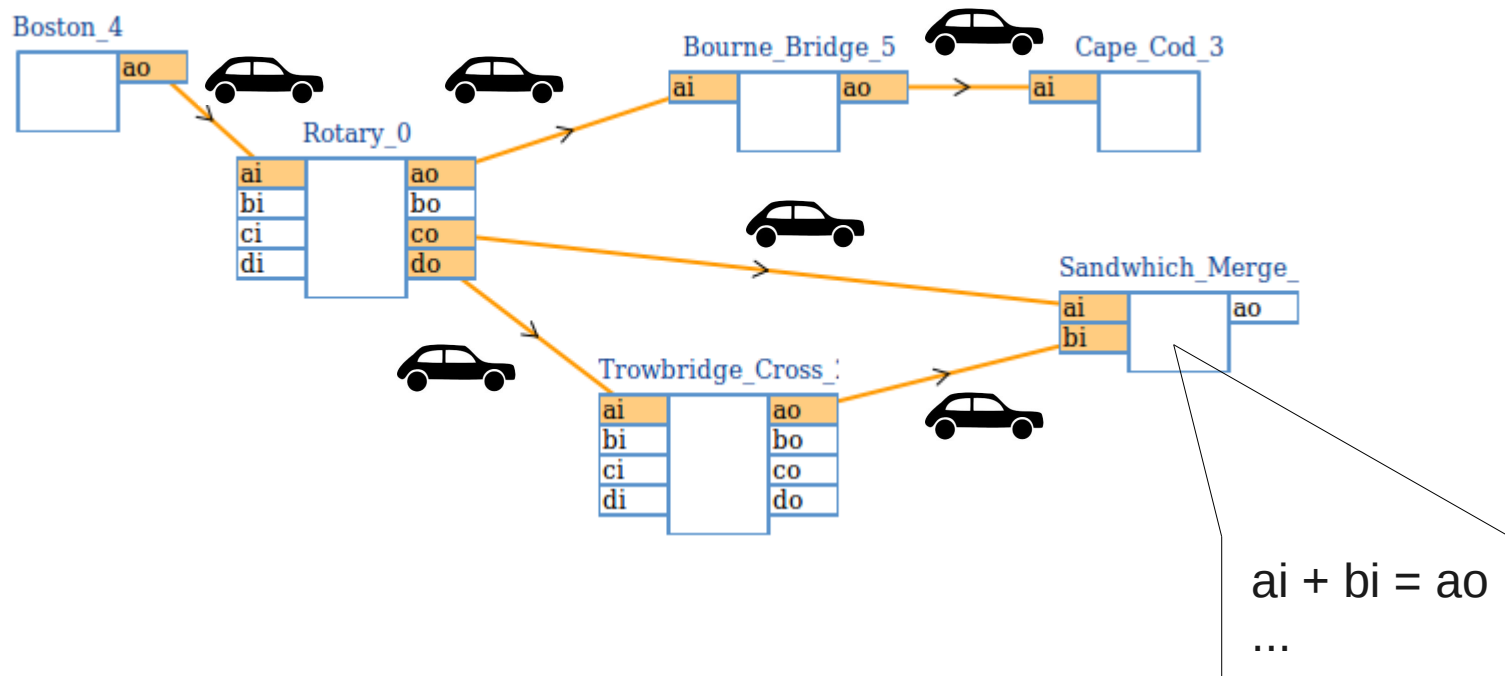 Boston_4
ao
Bourne_Bridge_5
ai
ao
Cape_Cod_3
ai
Rotary_0
ai
bi
ci
di
ao
bo
co
do
Sandwhich_Merge_
ai
bi
ao
Trowbridge_Cross_
ai
bi
ci
di
ao
bo
co
do
ai + bi = ao
...